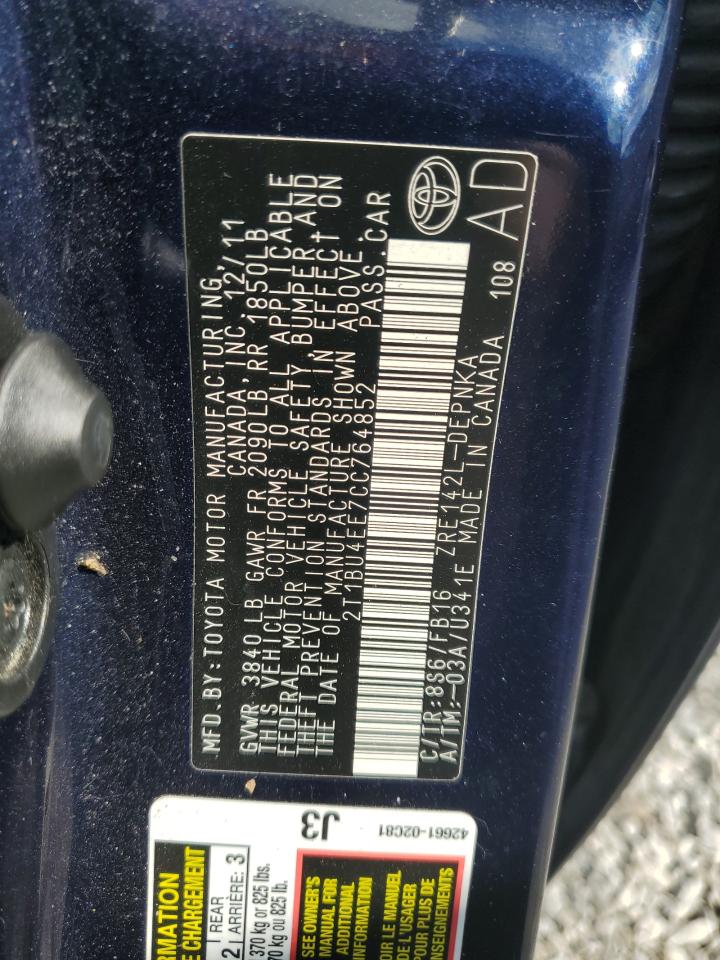 MFD. BY: TOYOTA MOTOR MANUFACTURING,
CANADA, INC. 12/11
GVWR 3840 LB GAWR FR 2090LB, RR 1850LB
THIS VEHICLE CONFORMS TO ALL APPLICABLE
FEDERAL MOTOR VEHICLE SAFETY, BUMPER, AND
THEFT PREVENTION STANDARDS IN EFFECT ON
THE DATE OF MANUFACTURE SHOWN ABOVE.
2T1BU4EE7CC764852 PASS. CAR
C/TR:8S6/FB16 ZRE142L-DEPNKA
A/TM:-03A/U341E MADE IN CANADA 108
AD
RMATION
E CHARGEMENT
REAR
2 ARRIÈRE: 3
370 kg or 825 lbs.
70 kg ou 825 lb.
J3
42661-02C81
SEE OWNER'S
MANUAL FOR
ADDITIONAL
INFORMATION
OIR LE MANUEL
DE L'USAGER
POUR PLUS DE
SEIGNEMENTS